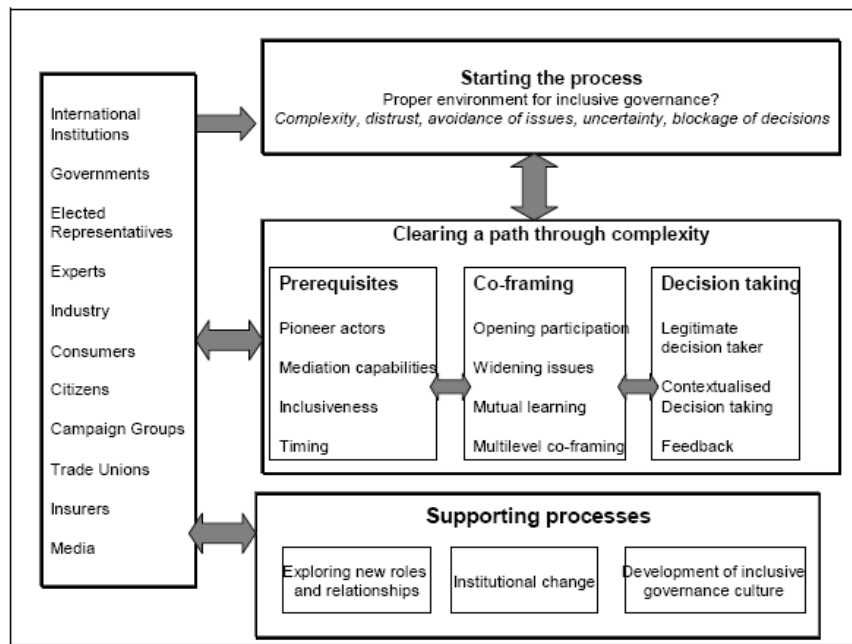 International
Institutions
Governments
Elected
Representatiives
Experts
Industry
Consumers
Citizens
Campaign Groups
Trade Unions
Insurers
Media
Starting the process
Proper environment for inclusive governance?
Complexity, distrust, avoidance of issues, uncertainty, blockage of decisions
Clearing a path through complexity
Prerequisites
Pioneer actors
Mediation capabilities
Inclusiveness
Timing
Co-framing
Opening participation
Widening issues
Mutual learning
Multilevel co-framing
Decision taking
Legitimate
decision taker
Contextualised
Decision taking
Feedback
Supporting processes
Exploring new roles
and relationships
Institutional change
Development of inclusive
governance culture